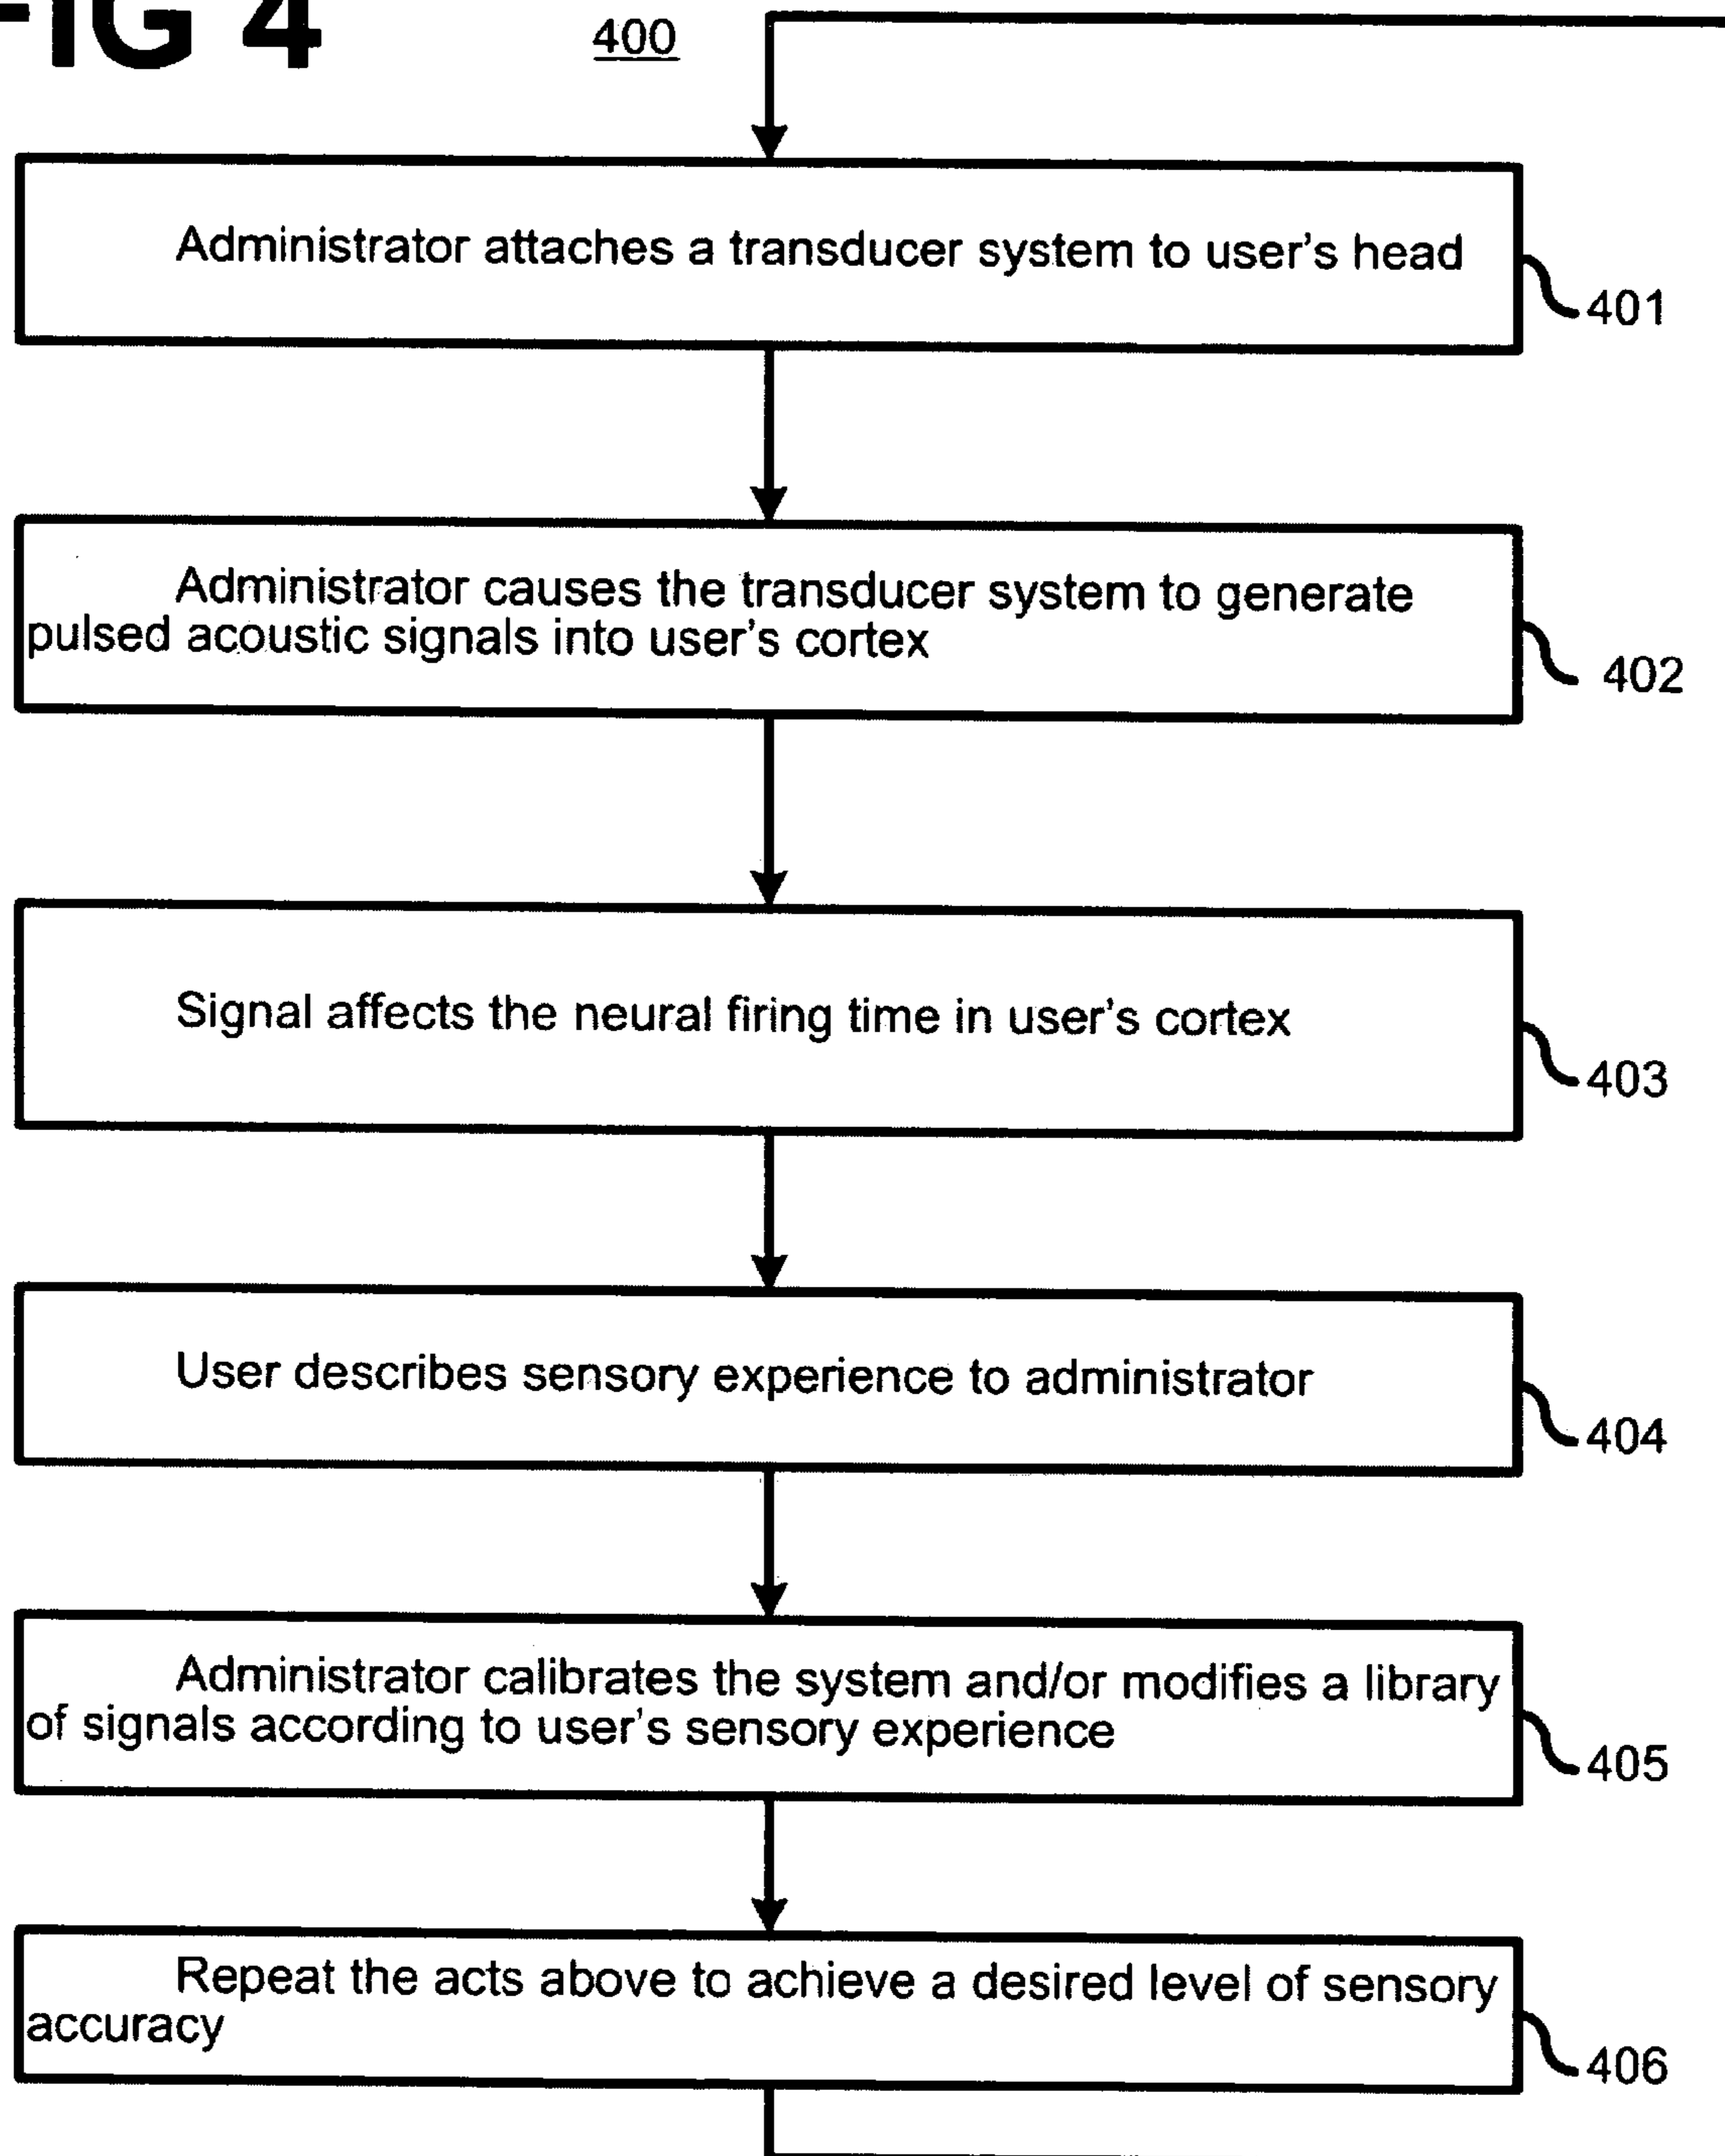 FIG 4
400
Administrator attaches a transducer system to user's head
401
Administrator causes the transducer system to generate
pulsed acoustic signals into user's cortex
402
Signal affects the neural firing time in user's cortex
403
User describes sensory experience to administrator
404
Administrator calibrates the system and/or modifies a library
of signals according to user's sensory experience
405
Repeat the acts above to achieve a desired level of sensory
accuracy
406